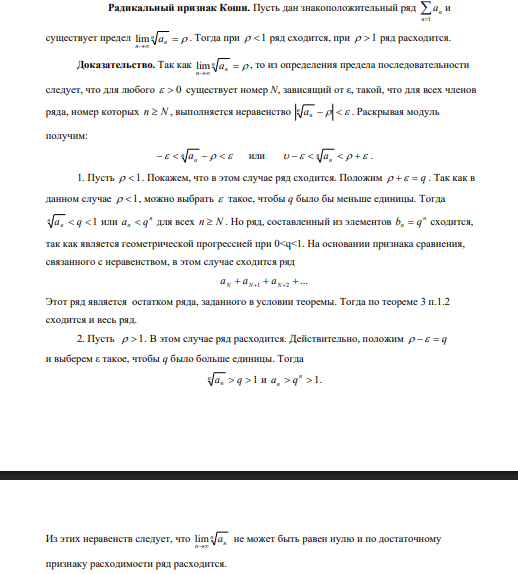 Радикальный признак Коши. Пусть дан знакоположительный ряд $\sum_{n=1} a_n$ и
существует предел $\lim_{n\to\infty} \sqrt[n]{a_n} = \rho$. Тогда при $\rho < 1$ ряд сходится, при $\rho > 1$ ряд расходится.
Доказательство. Так как $\lim_{n\to\infty} \sqrt[n]{a_n} = \rho$, то из определения предела последовательности
следует, что для любого $\varepsilon > 0$ существует номер N, зависящий от ε, такой, что для всех членов
ряда, номер которых $n \geq N$, выполняется неравенство $|\sqrt[n]{a_n} - \rho| < \varepsilon$. Раскрывая модуль
получим:
$-\varepsilon < \sqrt[n]{a_n} - \rho < \varepsilon$ или $\upsilon - \varepsilon < \sqrt[n]{a_n} < \rho + \varepsilon$.
1. Пусть $\rho < 1$. Покажем, что в этом случае ряд сходится. Положим $\rho + \varepsilon = q$. Так как в
данном случае $\rho < 1$, можно выбрать $\varepsilon$ такое, чтобы q было бы меньше единицы. Тогда
$\sqrt[n]{a_n} < q < 1$ или $a_n < q^n$ для всех $n \geq N$. Но ряд, составленный из элементов $b_n = q^n$ сходится,
так как является геометрической прогрессией при 0<q<1. На основании признака сравнения,
связанного с неравенством, в этом случае сходится ряд
$a_N + a_{N+1} + a_{N+2} + ...$
Этот ряд является остатком ряда, заданного в условии теоремы. Тогда по теореме 3 п.1.2
сходится и весь ряд.
2. Пусть $\rho > 1$. В этом случае ряд расходится. Действительно, положим $\rho - \varepsilon = q$
и выберем ε такое, чтобы q было больше единицы. Тогда
$\sqrt[n]{a_n} > q > 1$ и $a_n > q^n > 1$.
Из этих неравенств следует, что $\lim_{n\to\infty} \sqrt[n]{a_n}$ не может быть равен нулю и по достаточному
признаку расходимости ряд расходится.